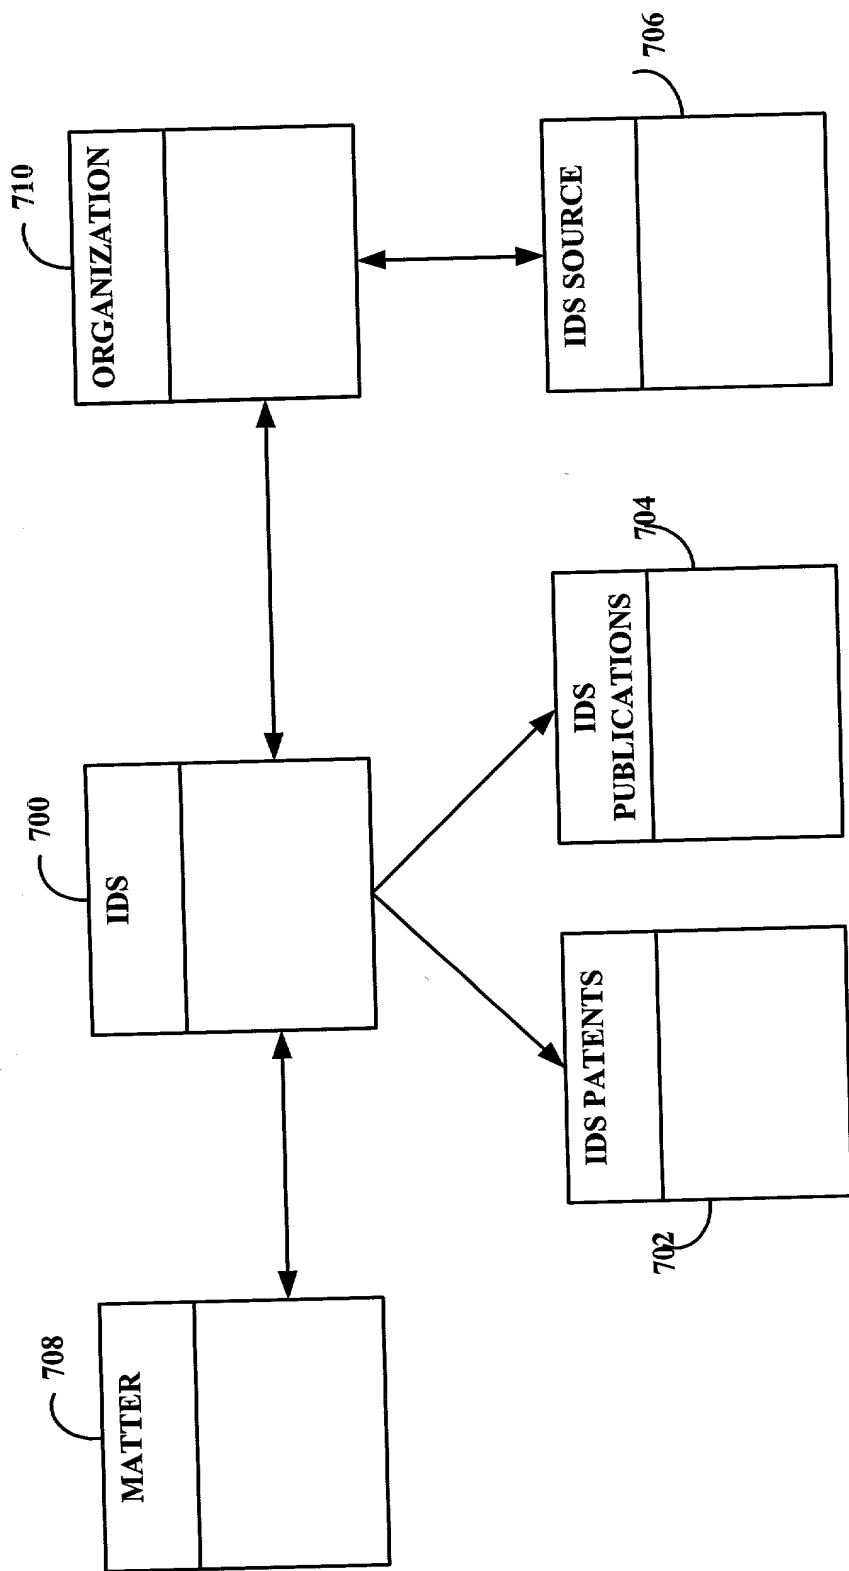 708
MATTER
700
IDS
710
ORGANIZATION
702
IDS PATENTS
704
IDS
PUBLICATIONS
706
IDS SOURCE